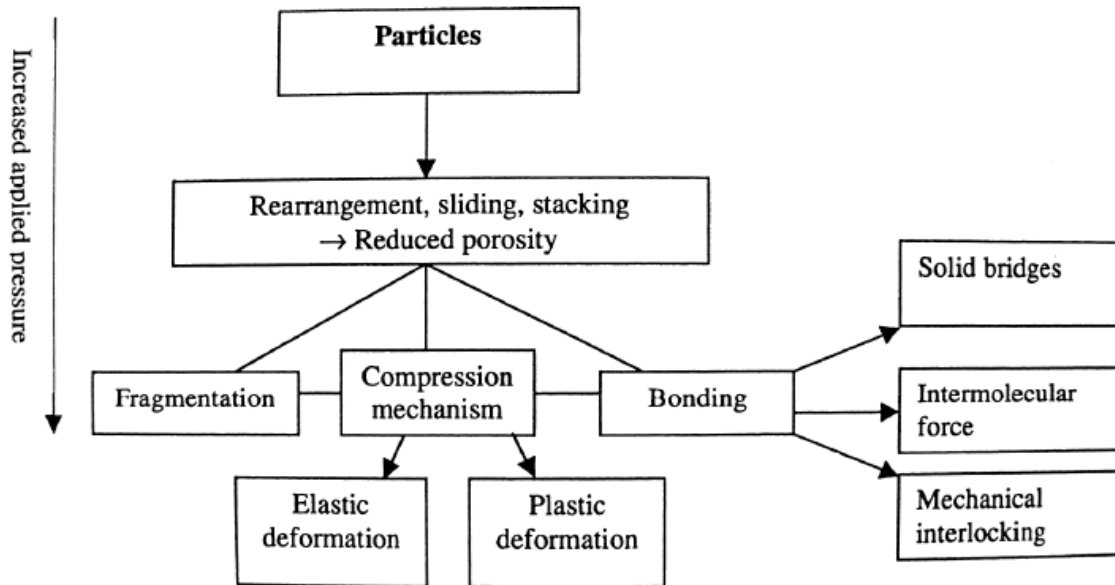 Increased applied pressure
Particles
Rearrangement, sliding, stacking
→ Reduced porosity
Fragmentation
Compression
mechanism
Bonding
Solid bridges
Intermolecular
force
Mechanical
interlocking
Elastic
deformation
Plastic
deformation